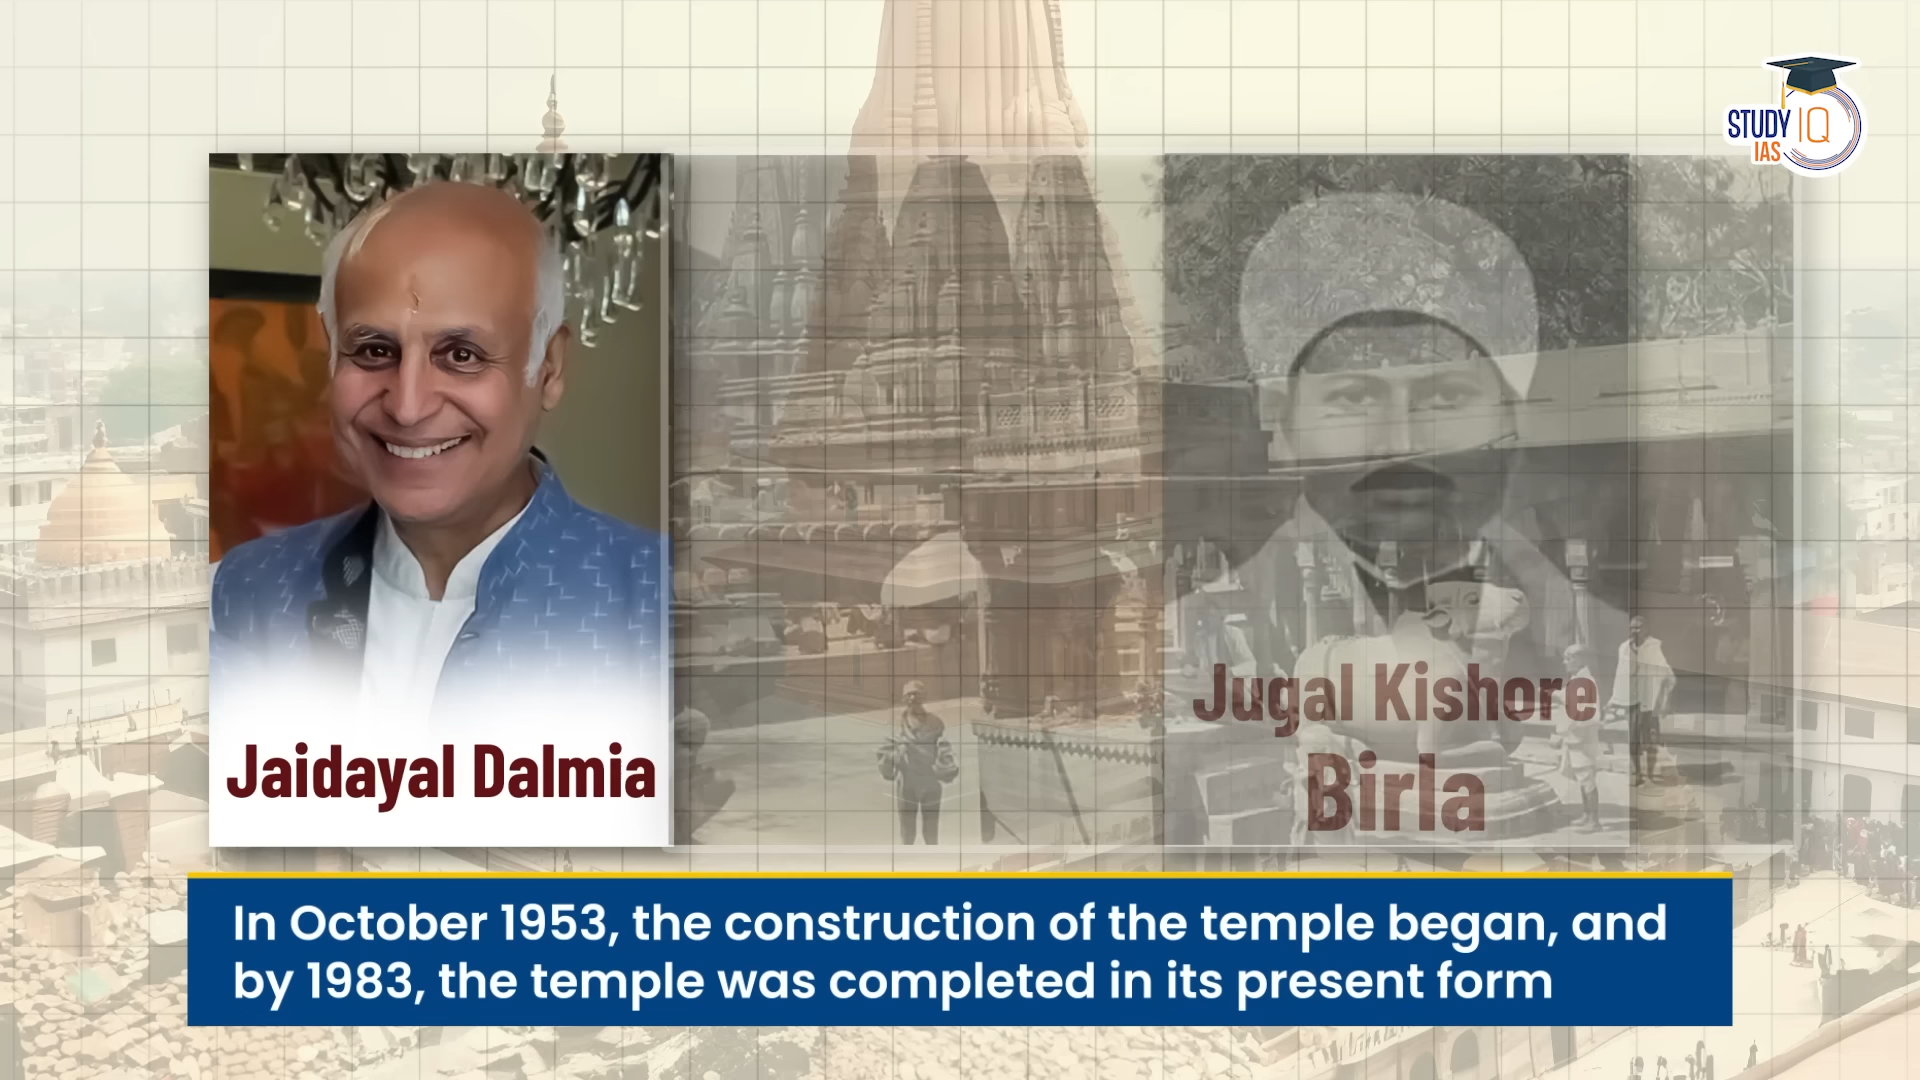 STUDY IQ
IAS
Jaidayal Dalmia
Jugal Kishore
Birla
In October 1953, the construction of the temple began, and
by 1983, the temple was completed in its present form